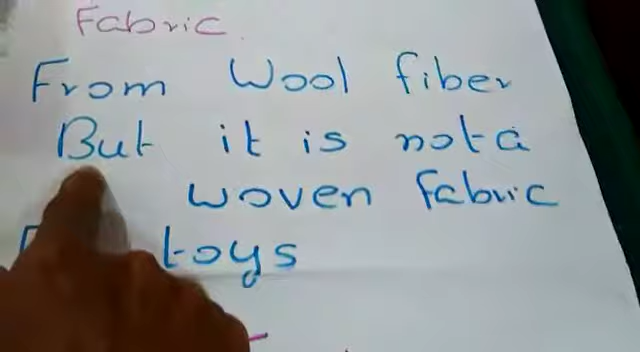 Fabric.
From Wool fiber
But it is not a
woven fabric
toys